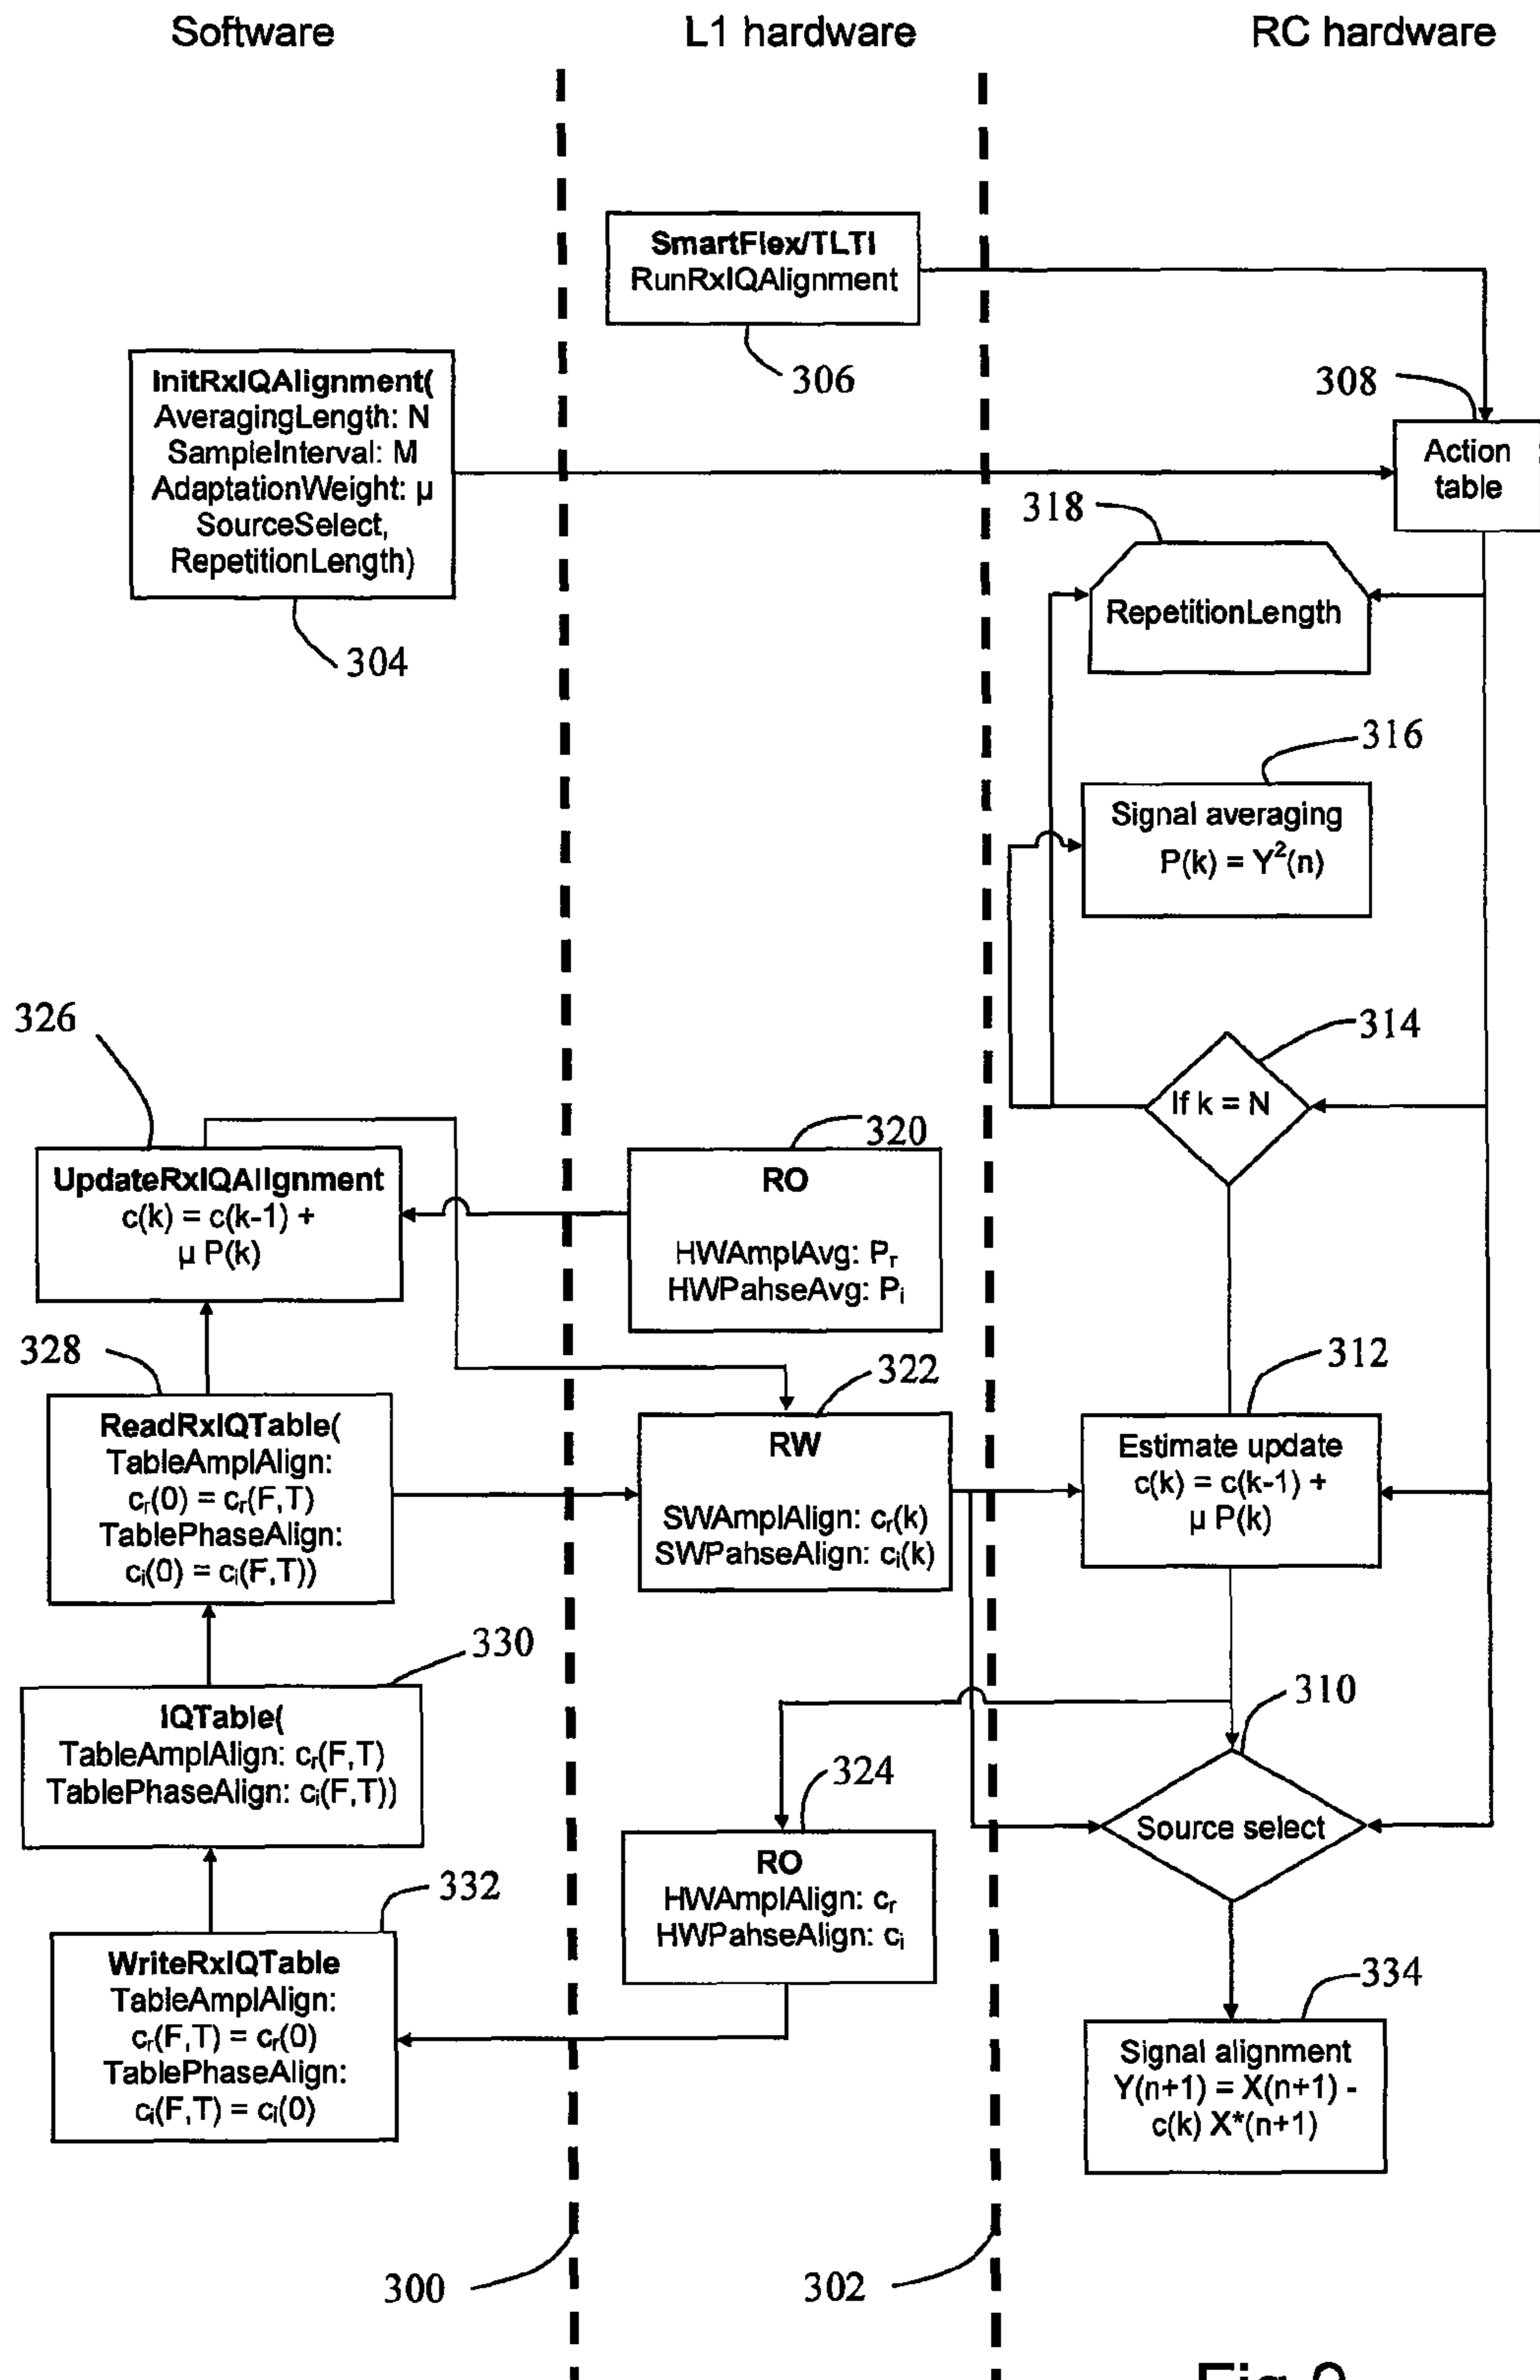 Software
L1 hardware
RC hardware
SmartFlex/TLTI
RunRxIQAlignment
306
InitRxIQAlignment(
AveragingLength: N
SampleInterval: M
AdaptationWeight: µ
SourceSelect,
RepetitionLength)
304
308
Action
table
318
RepetitionLength
316
Signal averaging
P(k) = Y²(n)
314
If k = N
326
UpdateRxIQAlignment
c(k) = c(k-1) +
µ P(k)
320
RO
HWAmplAvg: Pᵣ
HWPahseAvg: Pᵢ
328
ReadRxIQTable(
TableAmplAlign:
cᵣ(0) = cᵣ(F,T)
TablePhaseAlign:
cᵢ(0) = cᵢ(F,T))
322
RW
SWAmplAlign: cᵣ(k)
SWPahseAlign: cᵢ(k)
312
Estimate update
c(k) = c(k-1) +
µ P(k)
330
IQTable(
TableAmplAlign: cᵣ(F,T)
TablePhaseAlign: cᵢ(F,T))
310
Source select
324
RO
HWAmplAlign: cᵣ
HWPahseAlign: cᵢ
332
WriteRxIQTable
TableAmplAlign:
cᵣ(F,T) = cᵣ(0)
TablePhaseAlign:
cᵢ(F,T) = cᵢ(0)
334
Signal alignment
Y(n+1) = X(n+1) -
c(k) X*(n+1)
300
302